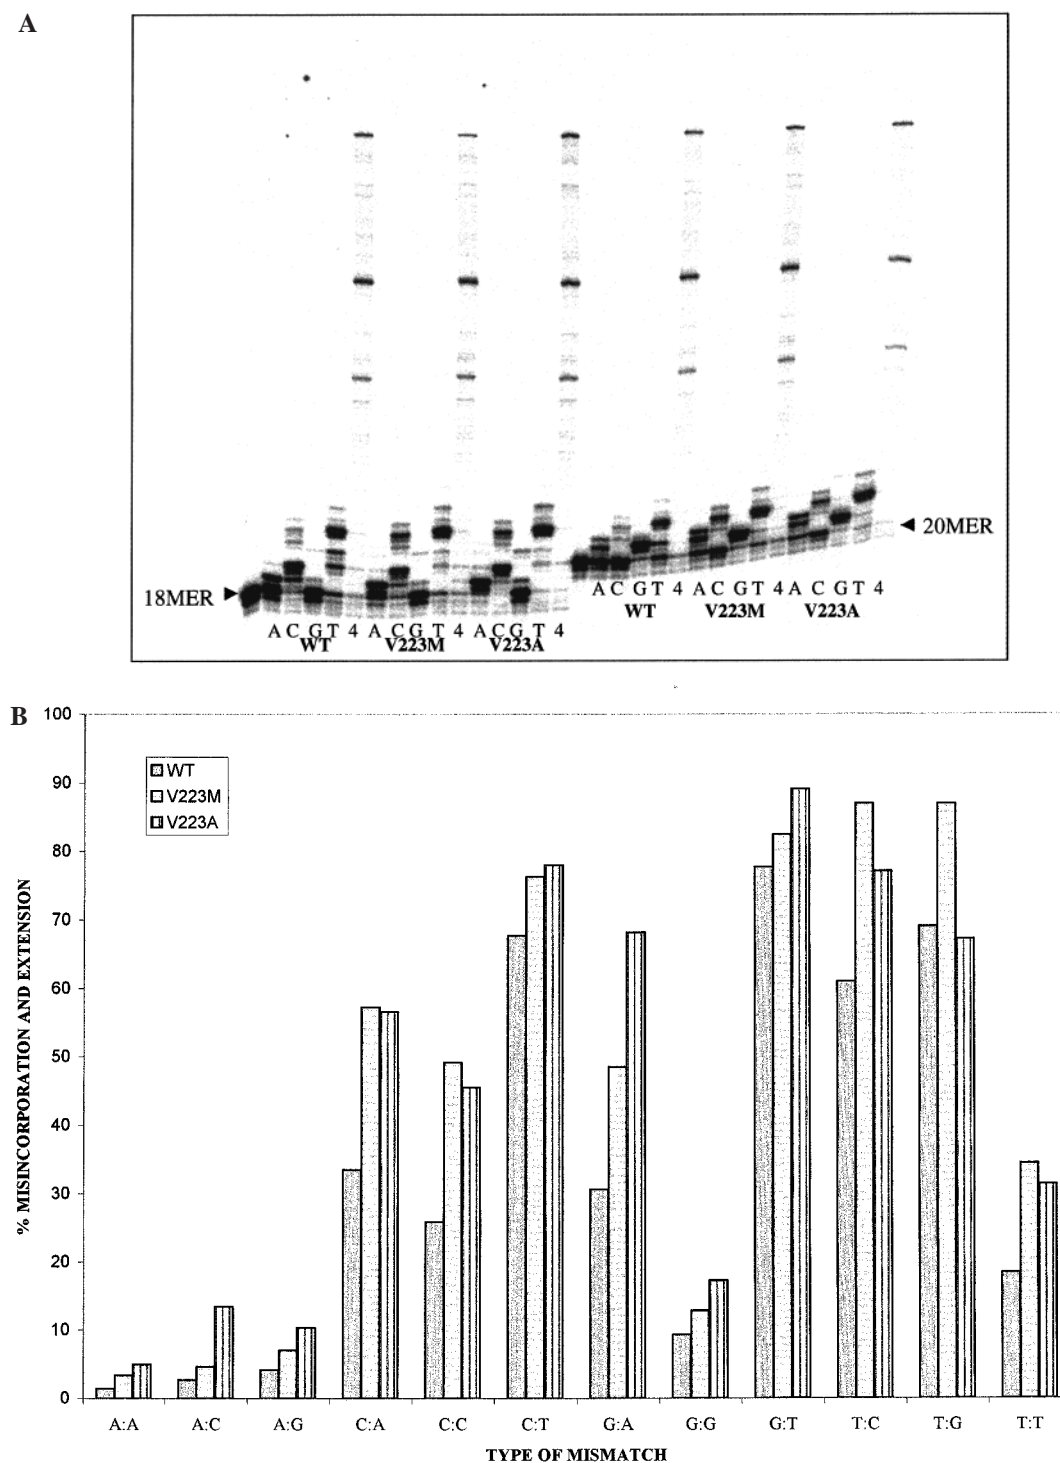 A
18MER
20MER
A C G T 4 A C G T 4 A C G T 4
WT V223M V223A
A C G T 4 A C G T 4 A C G T 4
WT V223M V223A
B
% MISINCORPORATION AND EXTENSION
100
90
80
70
60
50
40
30
20
10
0
WT
V223M
V223A
A:A A:C A:G C:A C:C C:T G:A G:G G:T T:C T:G T:T
TYPE OF MISMATCH